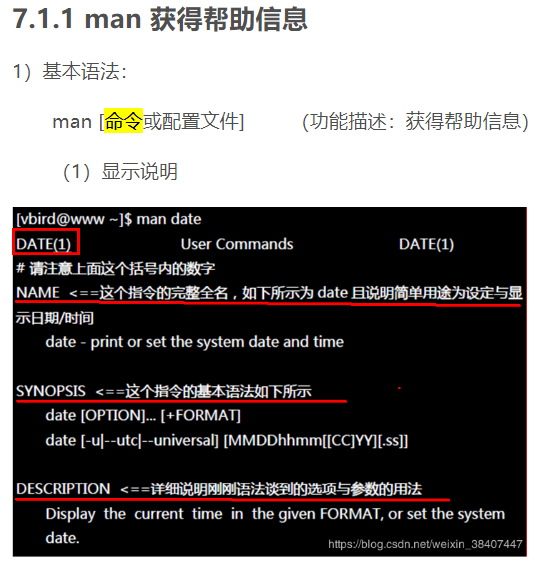 7.1.1 man 获得帮助信息
1）基本语法：
man [命令或配置文件] (功能描述：获得帮助信息)
（1）显示说明
[vbird@www ~]$ man date
DATE(1) User Commands DATE(1)
# 请注意上面这个括号内的数字
NAME <==这个指令的完整全名，如下所示为 date 且说明简单用途为设定与显
示日期/时间
date - print or set the system date and time
SYNOPSIS <==这个指令的基本语法如下所示
date [OPTION]... [+FORMAT]
date [-u|--utc|--universal] [MMDDhhmm[[CC]YY][.ss]]
DESCRIPTION <==详细说明刚刚语法谈到的选项与参数的用法
Display the current time in the given FORMAT, or set the system
date.
https://blog.csdn.net/weixin_38407447